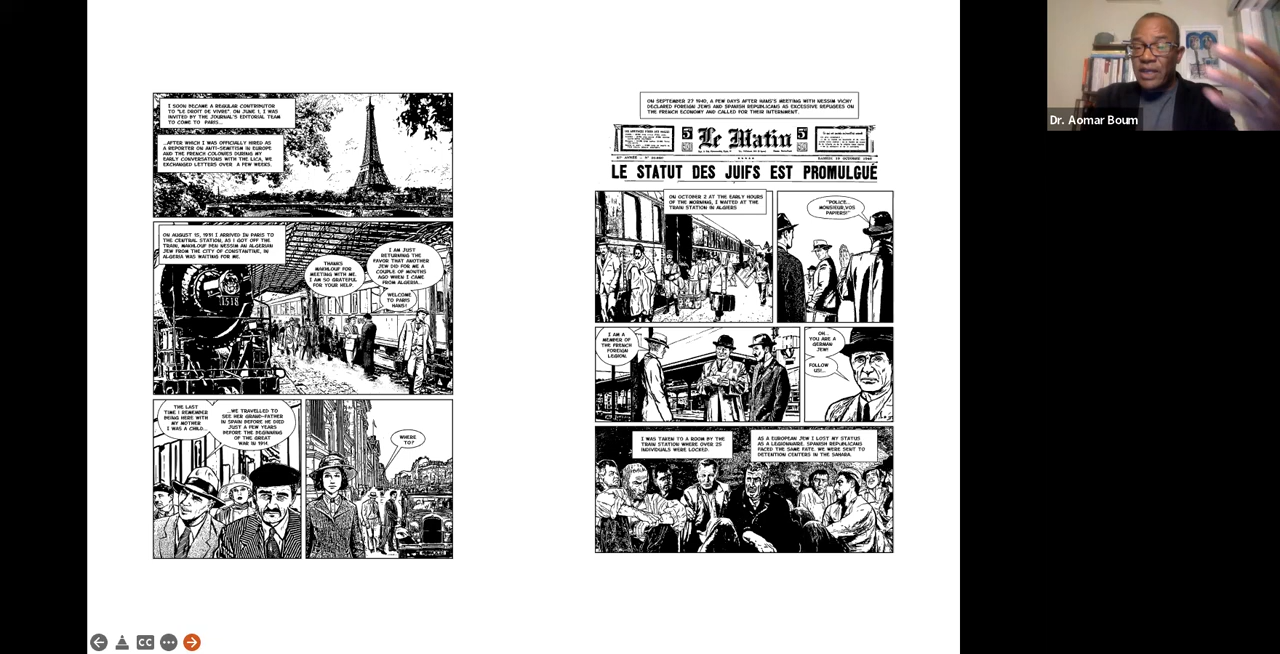 I SOON BECAME A REGULAR CONTRIBUTOR
TO "LE DROIT DE VIVRE". ON JUNE 1, I WAS
INVITED BY THE JOURNAL'S EDITORIAL TEAM
TO COME TO PARIS...
...AFTER WHICH I WAS OFFICIALLY HIRED AS
A REPORTER ON ANTI-SEMITISM IN EUROPE
AND THE FRENCH COLONIES DURING MY
EARLY CONVERSATIONS WITH THE LICA, WE
EXCHANGED LETTERS OVER A FEW WEEKS.
ON AUGUST 15, 1931 I ARRIVED IN PARIS TO
THE CENTRAL STATION, AS I GOT OFF THE
TRAIN, MAKHLOUF BEN NESSIM AN ALGERIAN
JEW FROM THE CITY OF CONSTANTINE, IN
ALGERIA WAS WAITING FOR ME.
THANKS
MAKHLOUF FOR
MEETING WITH ME.
I AM SO GRATEFUL
FOR YOUR HELP.
I AM JUST
RETURNING THE
FAVOR THAT ANOTHER
JEW DID FOR ME A
COUPLE OF MONTHS
AGO WHEN I CAME
FROM ALGERIA...
WELCOME
TO PARIS
HANS!
1518
THE LAST
TIME I REMEMBER
BEING HERE WITH
MY MOTHER
I WAS A CHILD...
...WE TRAVELLED TO
SEE HER GRAND-FATHER
IN SPAIN BEFORE HE DIED
JUST A FEW YEARS
BEFORE THE BEGINNING
OF THE GREAT
WAR IN 1914.
WHERE
TO?
ON SEPTEMBER 27 1940, A FEW DAYS AFTER HANS'S MEETING WITH NESSIM VICHY
DECLARED FOREIGN JEWS AND SPANISH REPUBLICANS AS EXCESSIVE REFUGEES ON
THE FRENCH ECONOMY AND CALLED FOR THEIR INTERNMENT.
Le Matin
LE STATUT DES JUIFS EST PROMULGUÉ
ON OCTOBER 2 AT THE EARLY HOURS
OF THE MORNING, I WAITED AT THE
TRAIN STATION IN ALGIERS
"POLICE...
MONSIEUR, VOS
PAPIERS!"
I AM A
MEMBER OF
THE FRENCH
FOREIGN
LEGION.
OH...
YOU ARE A
GERMAN
JEW!
FOLLOW
US!...
I WAS TAKEN TO A ROOM BY THE
TRAIN STATION WHERE OVER 25
INDIVIDUALS WERE LOCKED.
AS A EUROPEAN JEW I LOST MY STATUS
AS A LEGIONNAIRE. SPANISH REPUBLICANS
FACED THE SAME FATE. WE WERE SENT TO
DETENTION CENTERS IN THE SAHARA.
Dr. Aomar Boum
CC